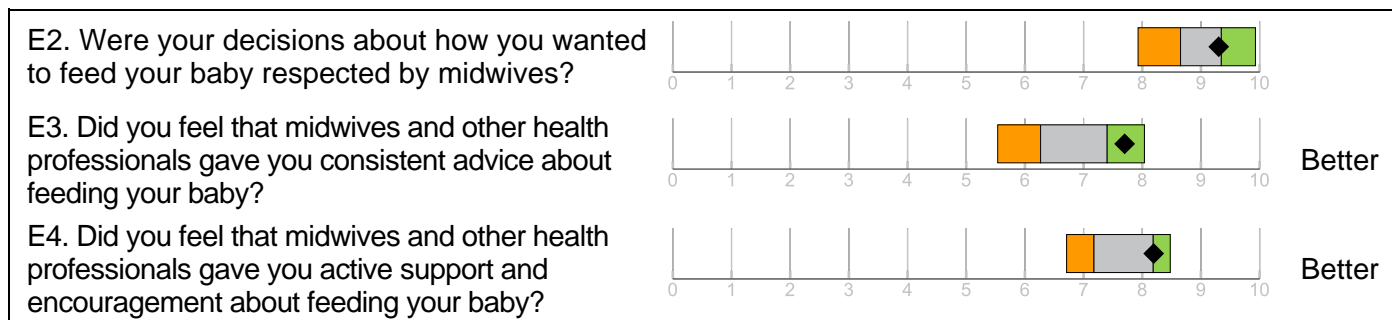 E2. Were your decisions about how you wanted
to feed your baby respected by midwives?
0 1 2 3 4 5 6 7 8 9 10
E3. Did you feel that midwives and other health
professionals gave you consistent advice about
feeding your baby?
0 1 2 3 4 5 6 7 8 9 10
Better
E4. Did you feel that midwives and other health
professionals gave you active support and
encouragement about feeding your baby?
0 1 2 3 4 5 6 7 8 9 10
Better